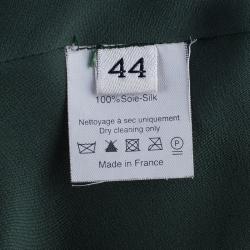 44
100%Soie-Silk
Nettoyage à sec uniquement
Dry cleaning only
P
Made in France